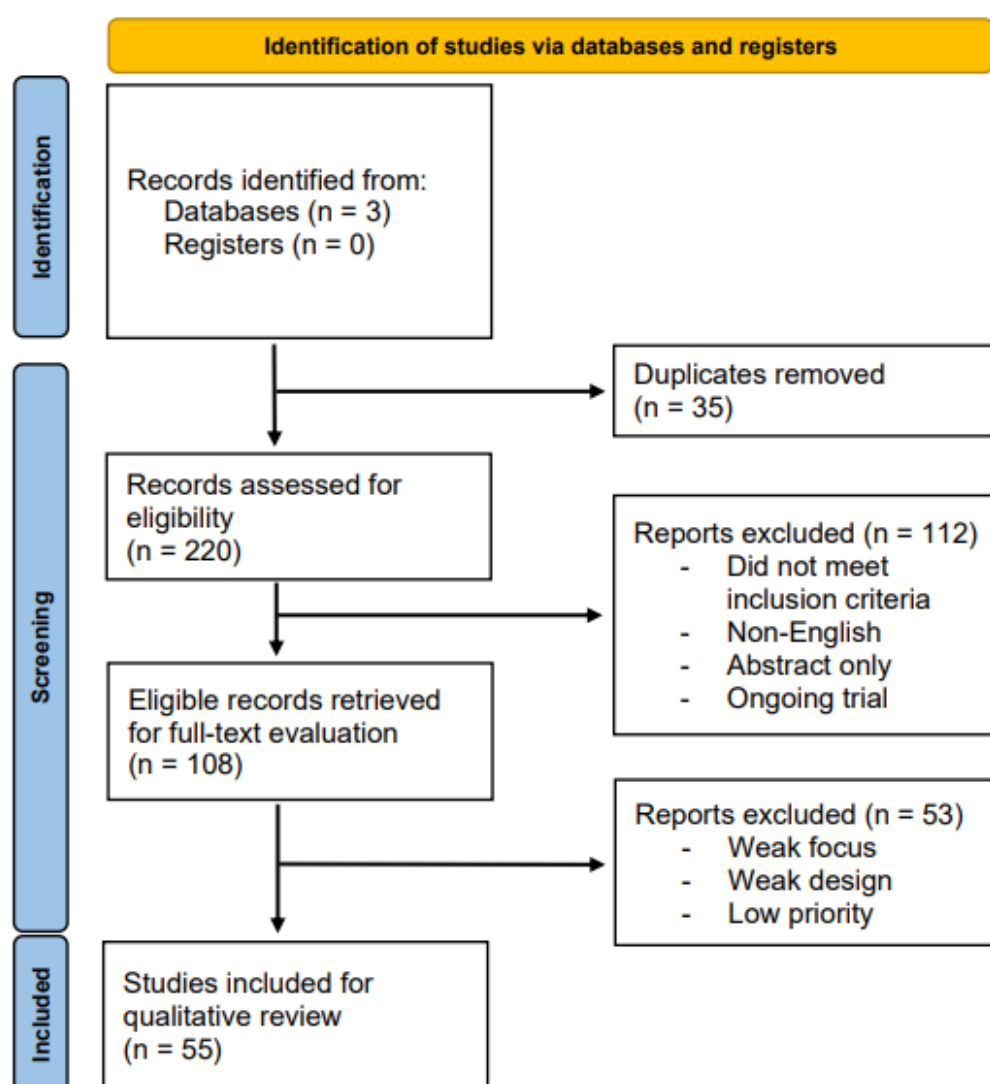 Identification of studies via databases and registers
Identification
Records identified from:
Databases (n = 3)
Registers (n = 0)
Duplicates removed
(n = 35)
Screening
Records assessed for
eligibility
(n = 220)
Reports excluded (n = 112)
- Did not meet
inclusion criteria
- Non-English
- Abstract only
- Ongoing trial
Eligible records retrieved
for full-text evaluation
(n = 108)
Reports excluded (n = 53)
- Weak focus
- Weak design
- Low priority
Included
Studies included for
qualitative review
(n = 55)